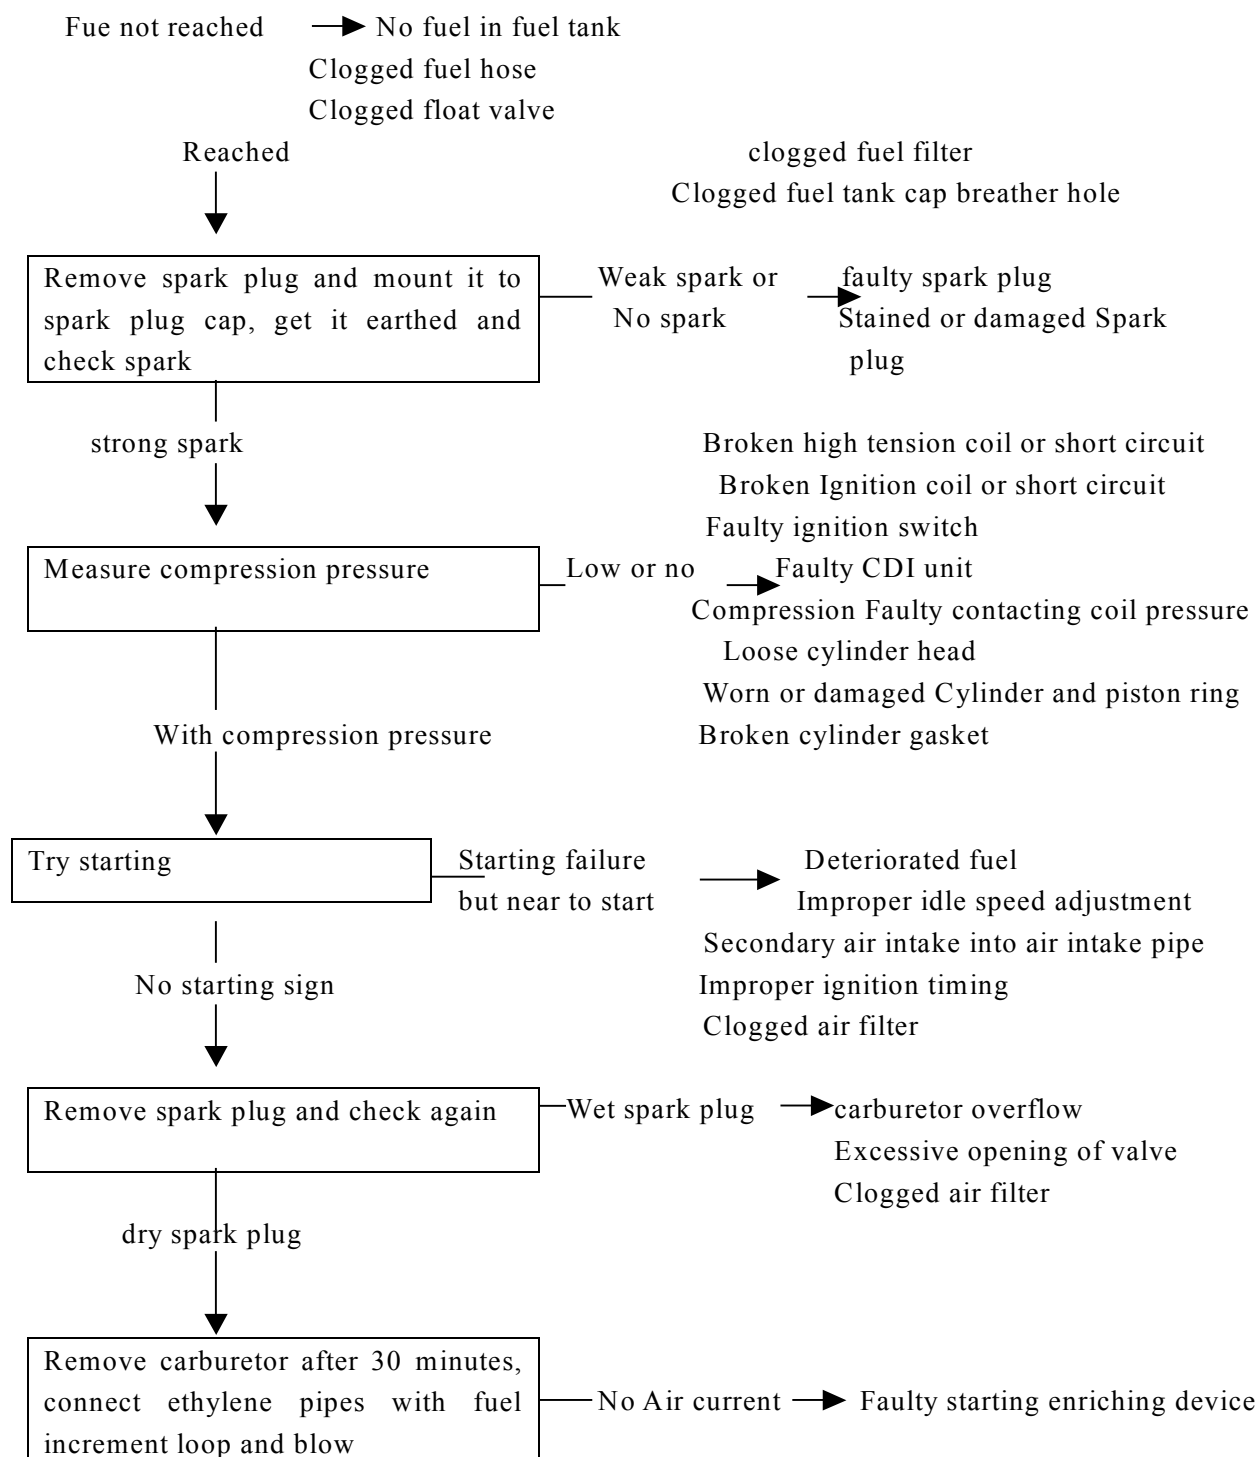 Fue not reached No fuel in fuel tank
Clogged fuel hose
Clogged float valve
Reached clogged fuel filter
Clogged fuel tank cap breather hole
Remove spark plug and mount it to
spark plug cap, get it earthed and
check spark
Weak spark or
No spark
faulty spark plug
Stained or damaged Spark
plug
strong spark
Broken high tension coil or short circuit
Broken Ignition coil or short circuit
Faulty ignition switch
Measure compression pressure
Low or no
Faulty CDI unit
Compression Faulty contacting coil pressure
Loose cylinder head
Worn or damaged Cylinder and piston ring
With compression pressure
Broken cylinder gasket
Try starting
Starting failure
but near to start
Deteriorated fuel
Improper idle speed adjustment
Secondary air intake into air intake pipe
No starting sign
Improper ignition timing
Clogged air filter
Remove spark plug and check again
Wet spark plug
carburetor overflow
Excessive opening of valve
Clogged air filter
dry spark plug
Remove carburetor after 30 minutes,
connect ethylene pipes with fuel
increment loop and blow
No Air current
Faulty starting enriching device